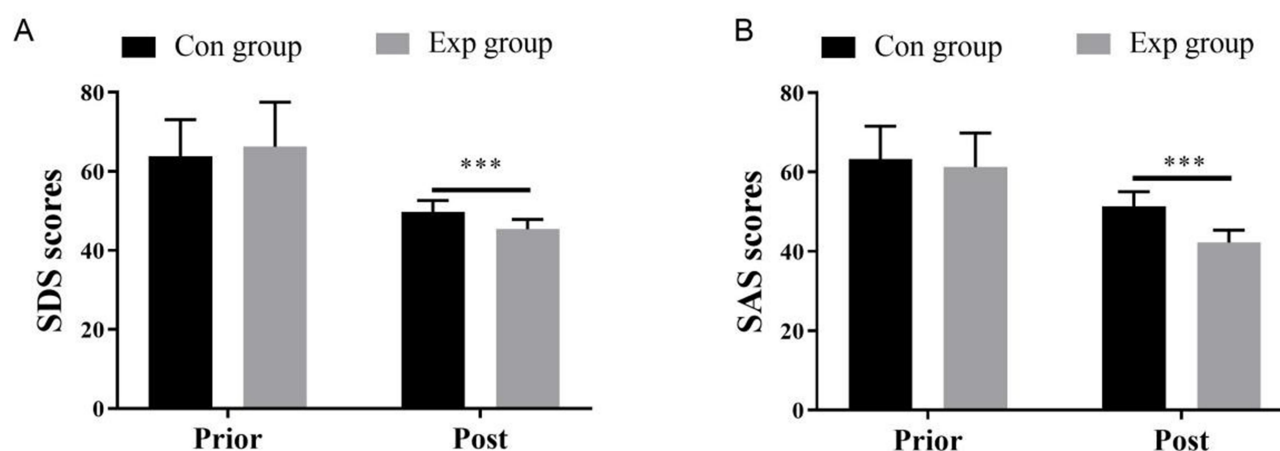 A
Con group
Exp group
SDS scores
80
60
40
20
0
***
Prior
Post
B
Con group
Exp group
SAS scores
80
60
40
20
0
***
Prior
Post